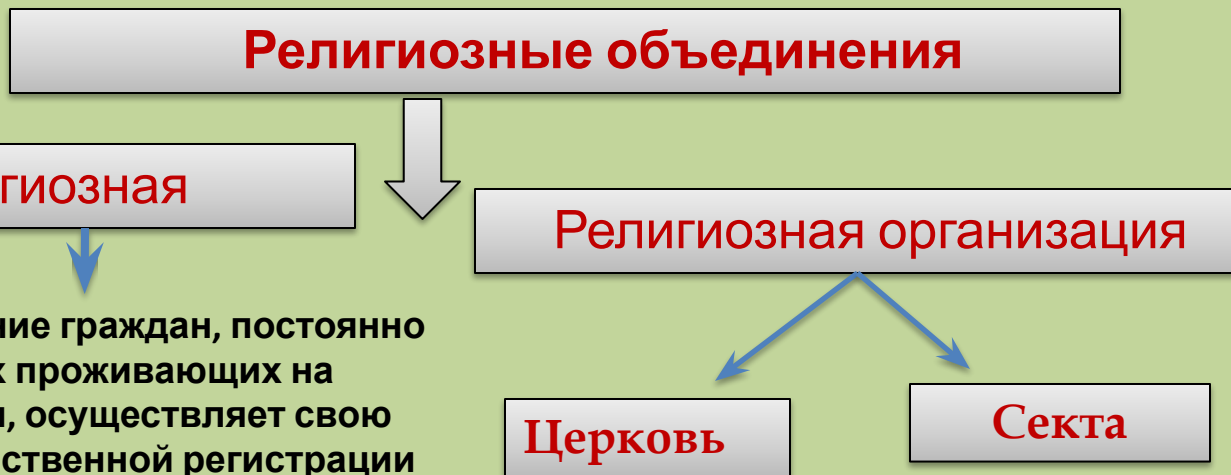 Религиозные объединения
гиозная
Религиозная организация
ние граждан, постоянно
х проживающих на
, осуществляет свою
ственной регистрации
Церковь
Секта